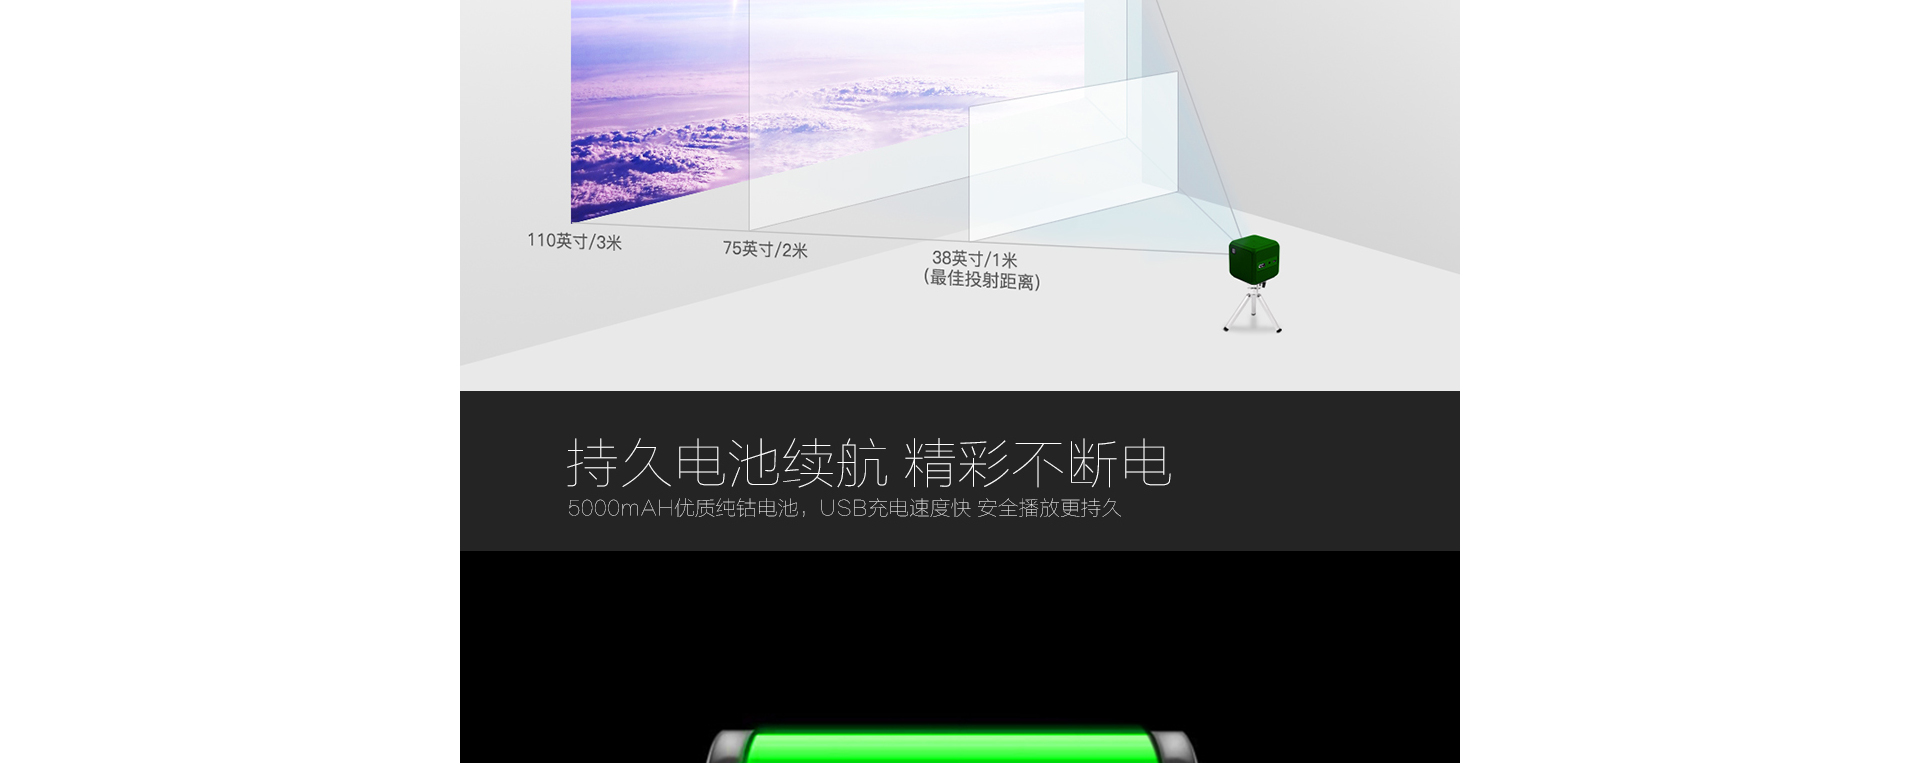 110英寸/3米
75英寸/2米
38英寸/1米
(最佳投射距离)
持久电池续航 精彩不断电
5000mAH优质纯钴电池，USB充电速度快 安全播放更持久